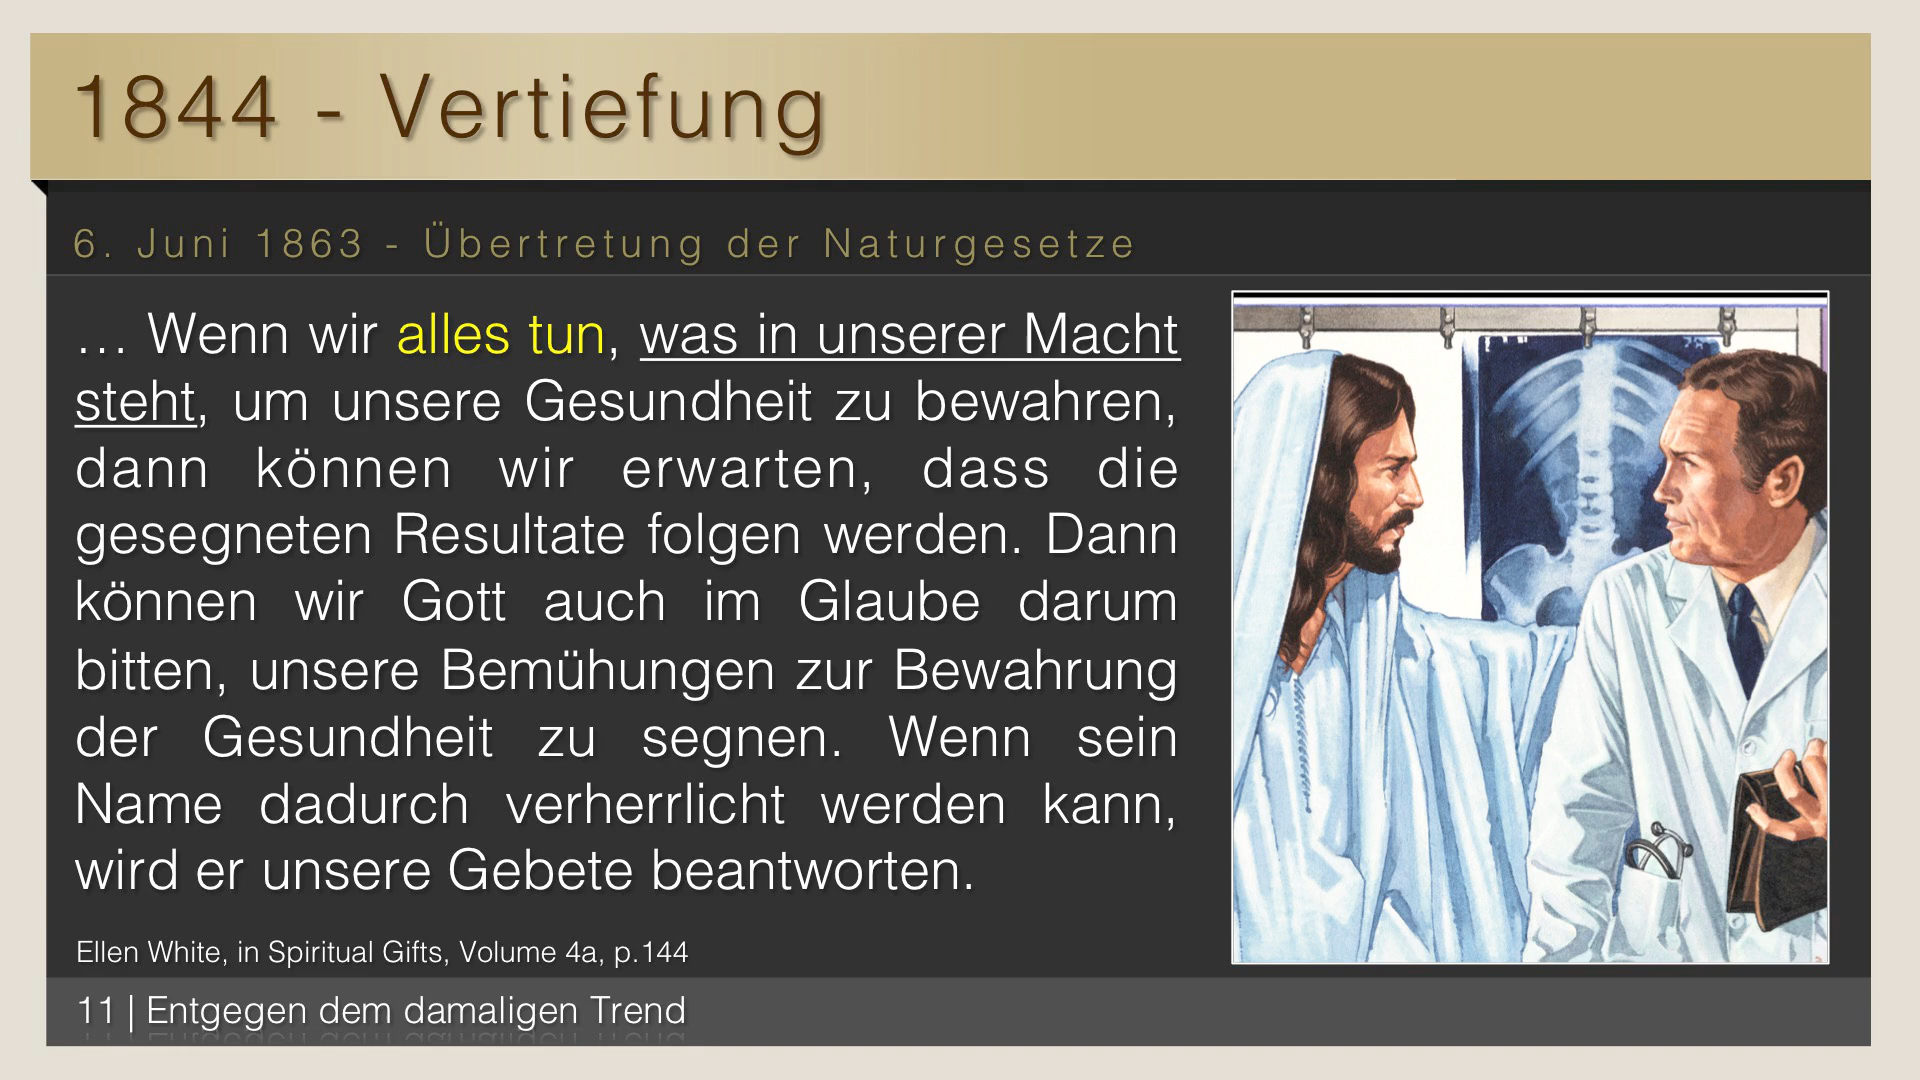 1844 - Vertiefung
6. Juni 1863 - Übertretung der Naturgesetze
… Wenn wir alles tun, was in unserer Macht
steht, um unsere Gesundheit zu bewahren,
dann können wir erwarten, dass die
gesegneten Resultate folgen werden. Dann
können wir Gott auch im Glaube darum
bitten, unsere Bemühungen zur Bewahrung
der Gesundheit zu segnen. Wenn sein
Name dadurch verherrlicht werden kann,
wird er unsere Gebete beantworten.
Ellen White, in Spiritual Gifts, Volume 4a, p.144
11 | Entgegen dem damaligen Trend